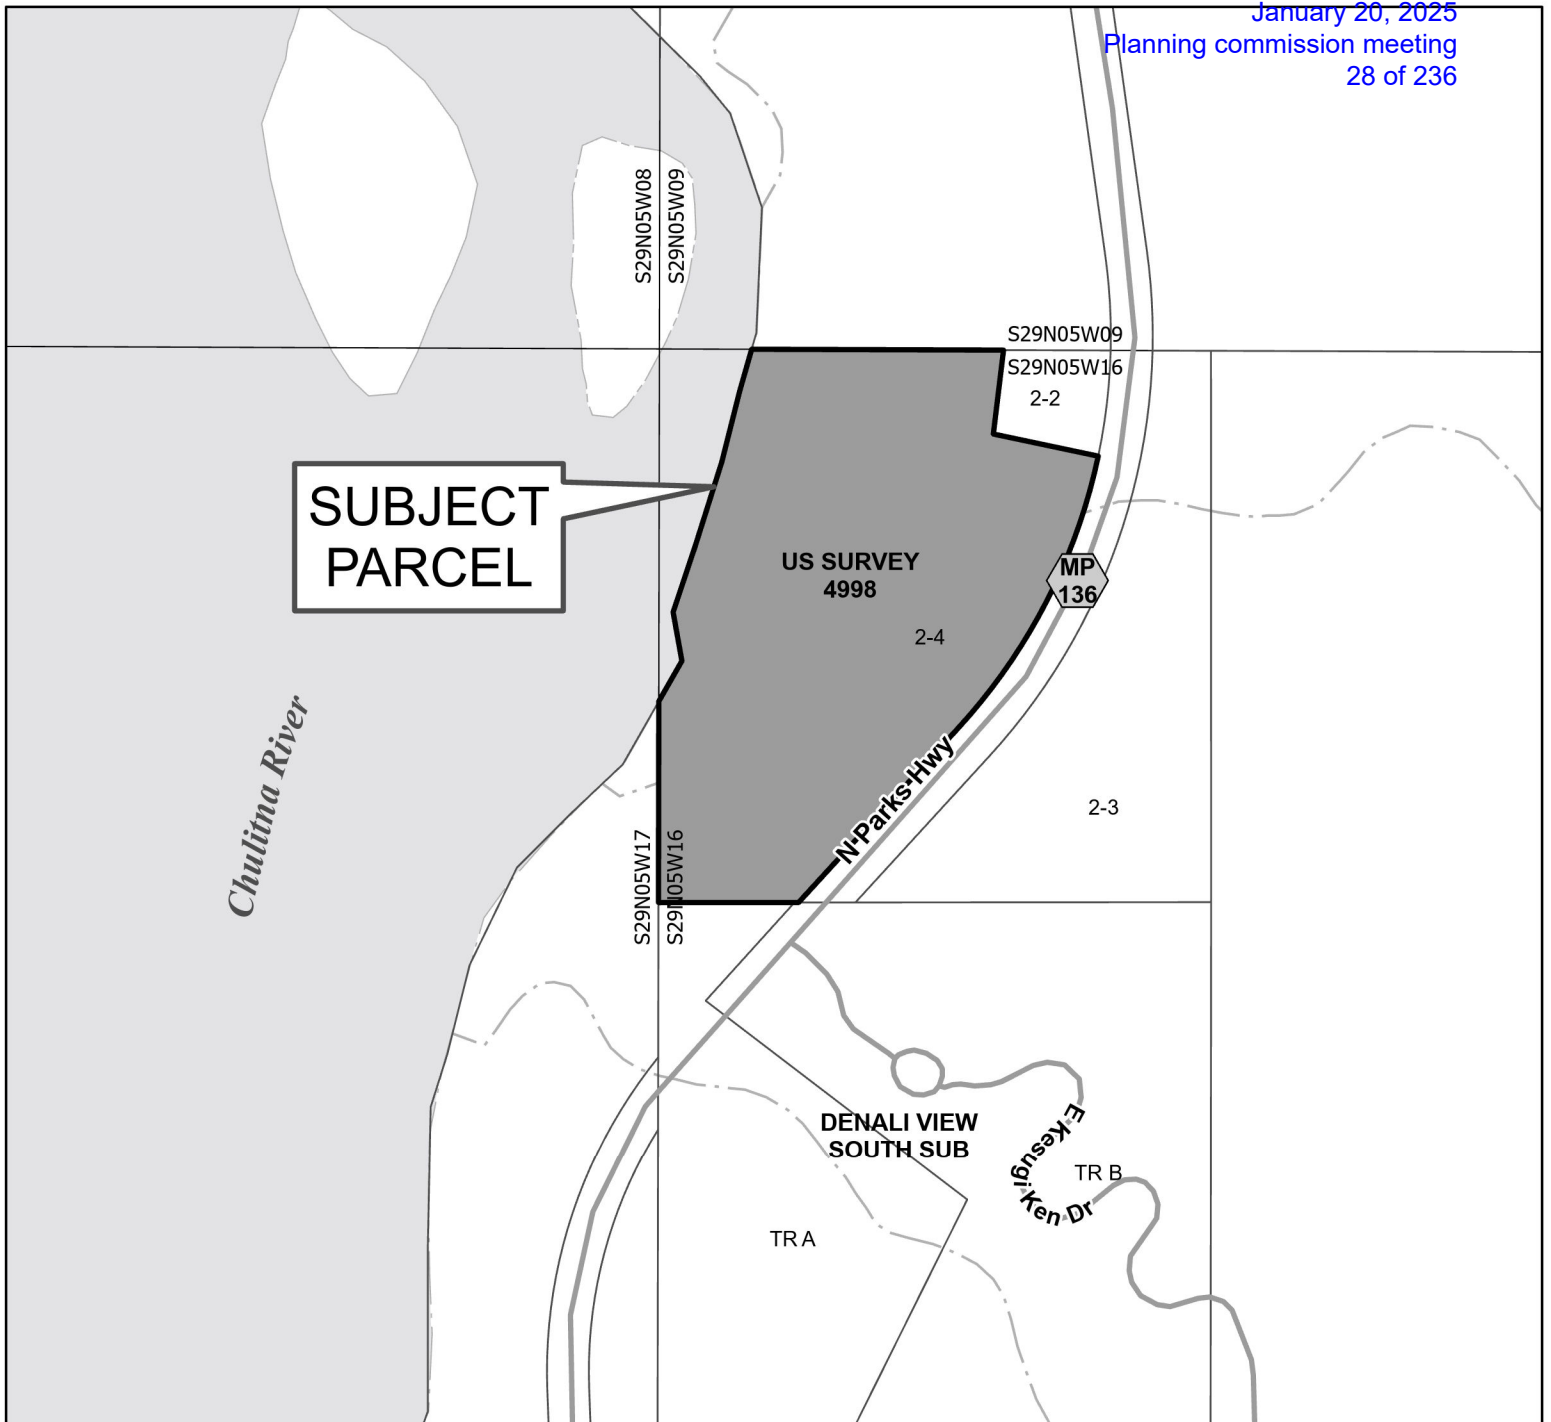 January 20, 2025
Planning commission meeting
28 of 236
S29N05W08
S29N05W09
S29N05W09
S29N05W16
2-2
SUBJECT
PARCEL
US SURVEY
4998
MP
136
2-4
Chulitna River
N Parks Hwy
2-3
S29N05W17
S29N05W16
DENALI VIEW
SOUTH SUB
E Kesugi Ken Dr
TR B
TR A